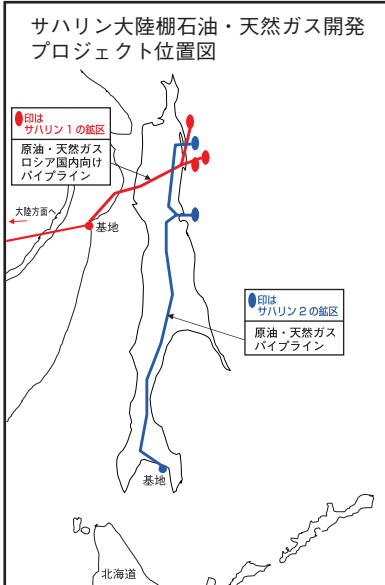 サハリン大陸棚石油・天然ガス開発
プロジェクト位置図
印は
サハリン１の鉱区
原油・天然ガス
ロシア国内向け
パイプライン
大陸方面へ
基地
印は
サハリン２の鉱区
原油・天然ガス
パイプライン
基地
北海道